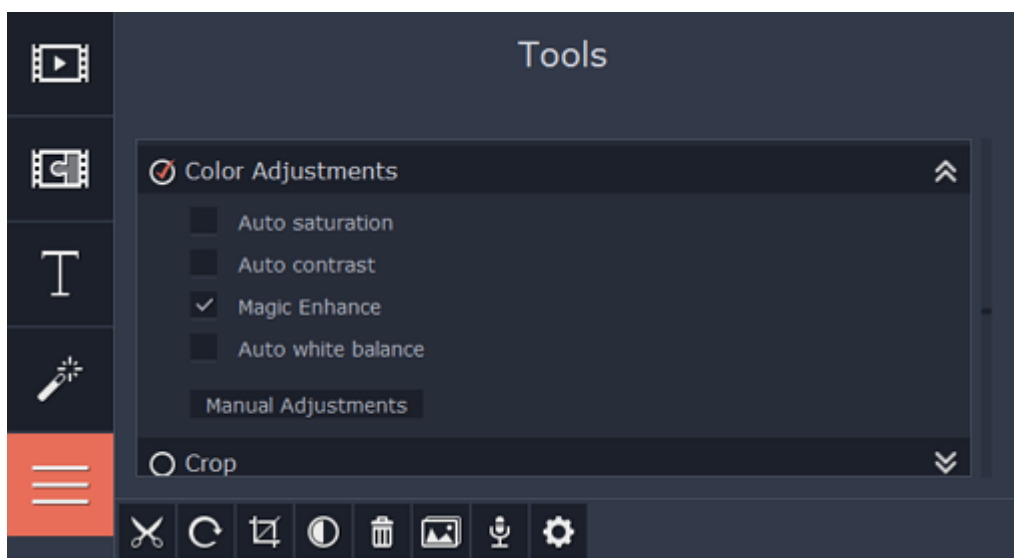 Tools
Color Adjustments
Auto saturation
Auto contrast
Magic Enhance
Auto white balance
Manual Adjustments
Crop
T